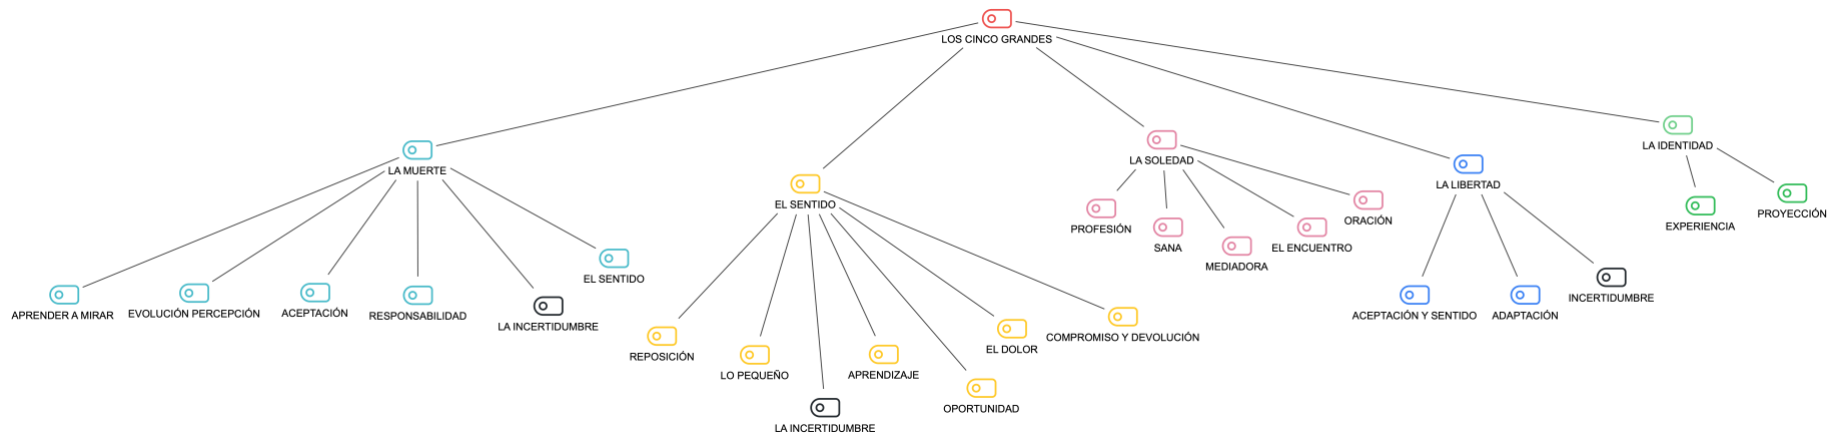 LOS CINCO GRANDES
LA MUERTE
EL SENTIDO
LA SOLEDAD
LA LIBERTAD
LA IDENTIDAD
APRENDER A MIRAR
EVOLUCIÓN PERCEPCIÓN
ACEPTACIÓN
RESPONSABILIDAD
LA INCERTIDUMBRE
EL SENTIDO
REPOSICIÓN
LO PEQUEÑO
LA INCERTIDUMBRE
APRENDIZAJE
OPORTUNIDAD
EL DOLOR
COMPROMISO Y DEVOLUCIÓN
PROFESIÓN
SANA
MEDIADORA
EL ENCUENTRO
ORACIÓN
ACEPTACIÓN Y SENTIDO
ADAPTACIÓN
INCERTIDUMBRE
EXPERIENCIA
PROYECCIÓN